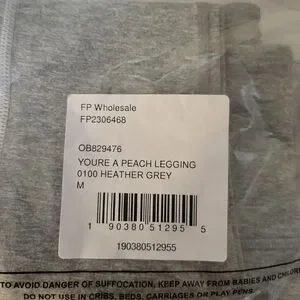 FP Wholesale
FP2306468
OB829476
YOURE A PEACH LEGGING
0100 HEATHER GREY
M
1 90380 51295 5
190380512955
TO AVOID DANGER OF SUFFOCATION, KEEP AWAY FROM BABIES AND CHILDR
DO NOT USE IN CRIBS, BEDS, CARRIAGES OR PLAY PENS.